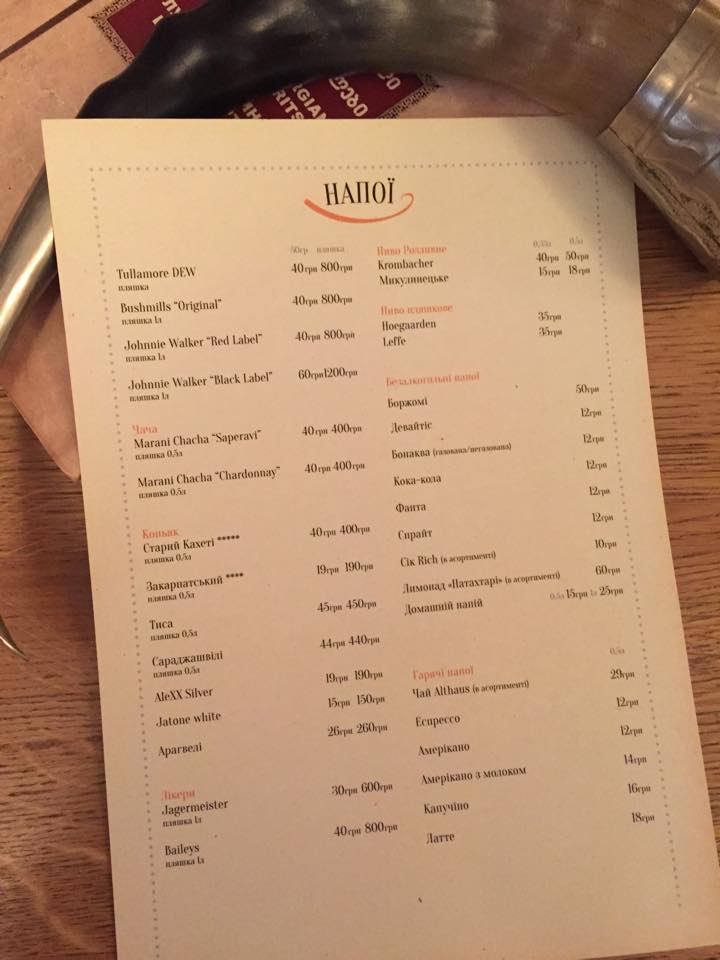 НАПОЇ
50гр пляшка
Tullamore DEW 40грн 800грн
пляшка
Bushmills “Original” 40грн 800грн
пляшка 1л
Johnnie Walker “Red Label” 40грн 800грн
пляшка 1л
Johnnie Walker “Black Label” 60грн1200грн
пляшка 1л
Чача
Marani Chacha “Saperavi” 40грн 400грн
пляшка 0,5л
Marani Chacha “Chardonnay” 40грн 400грн
пляшка 0,5л
Коньяк
Старий Кахеті ***** 40грн 400грн
пляшка 0,5л
Закарпатський **** 19грн 190грн
пляшка 0,5л
Тиса 45грн 450грн
пляшка 0,5л
Сараджашвілі 44грн 440грн
пляшка 0,5л
AleXX Silver 19грн 190грн
Jatone white 15грн 150грн
Арагвелі 26грн 260грн
Лікери
Jagermeister 30грн 600грн
пляшка 1л
Baileys 40грн 800грн
пляшка 1л
Пиво Розливне 0,33л 0,5л
Krombacher 40грн 50грн
Микулинецьке 15грн 18грн
Пиво пляшкове
Hoegaarden 35грн
Leffe 35грн
Безалкогольні напої
Боржомі 50грн
Девайтіс 12грн
Бонаква (газована/негазована) 12грн
Кока-кола 12грн
Фанта 12грн
Спрайт 12грн
Сік Rich (в асортименті) 10грн
Лимонад «Натахтарі» (в асортименті) 60грн
Домашній напій 0,5л 15грн 1л 25грн
Гарячі напої 0,5л
Чай Althaus (в асортименті) 29грн
Еспрессо 12грн
Амерікано 12грн
Амерікано з молоком 14грн
Капучіно 16грн
Латте 18грн